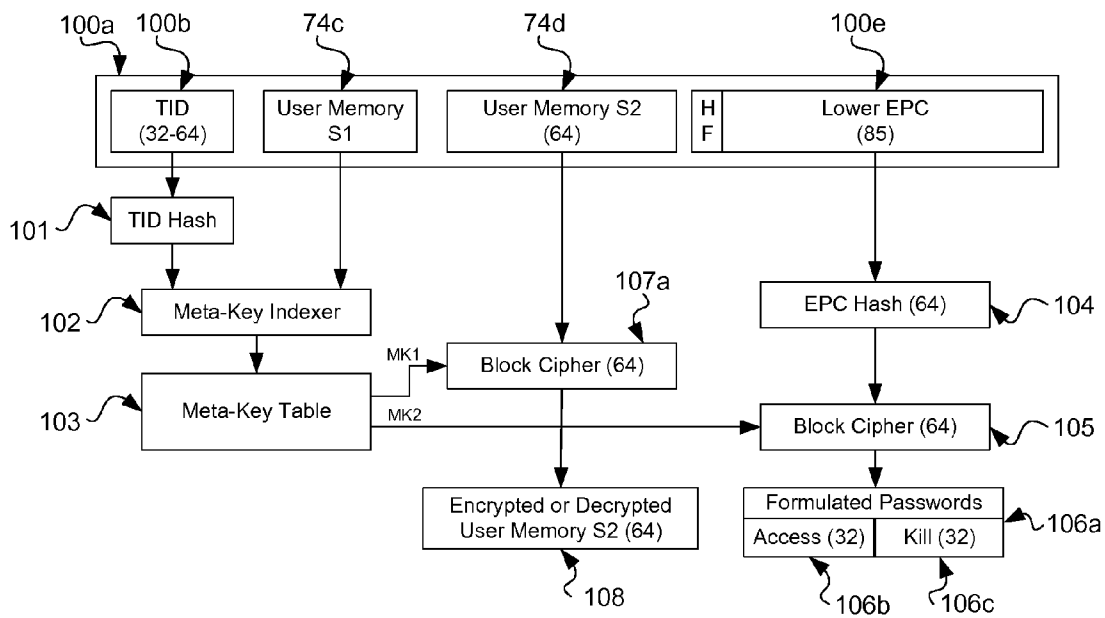 100a
100b
74c
74d
100e
TID
(32-64)
User Memory
S1
User Memory S2
(64)
H
F
Lower EPC
(85)
101
TID Hash
102
Meta-Key Indexer
107a
EPC Hash (64)
104
103
Meta-Key Table
MK1
MK2
Block Cipher (64)
Block Cipher (64)
105
Encrypted or Decrypted
User Memory S2 (64)
108
Formulated Passwords
Access (32)
Kill (32)
106a
106b
106c